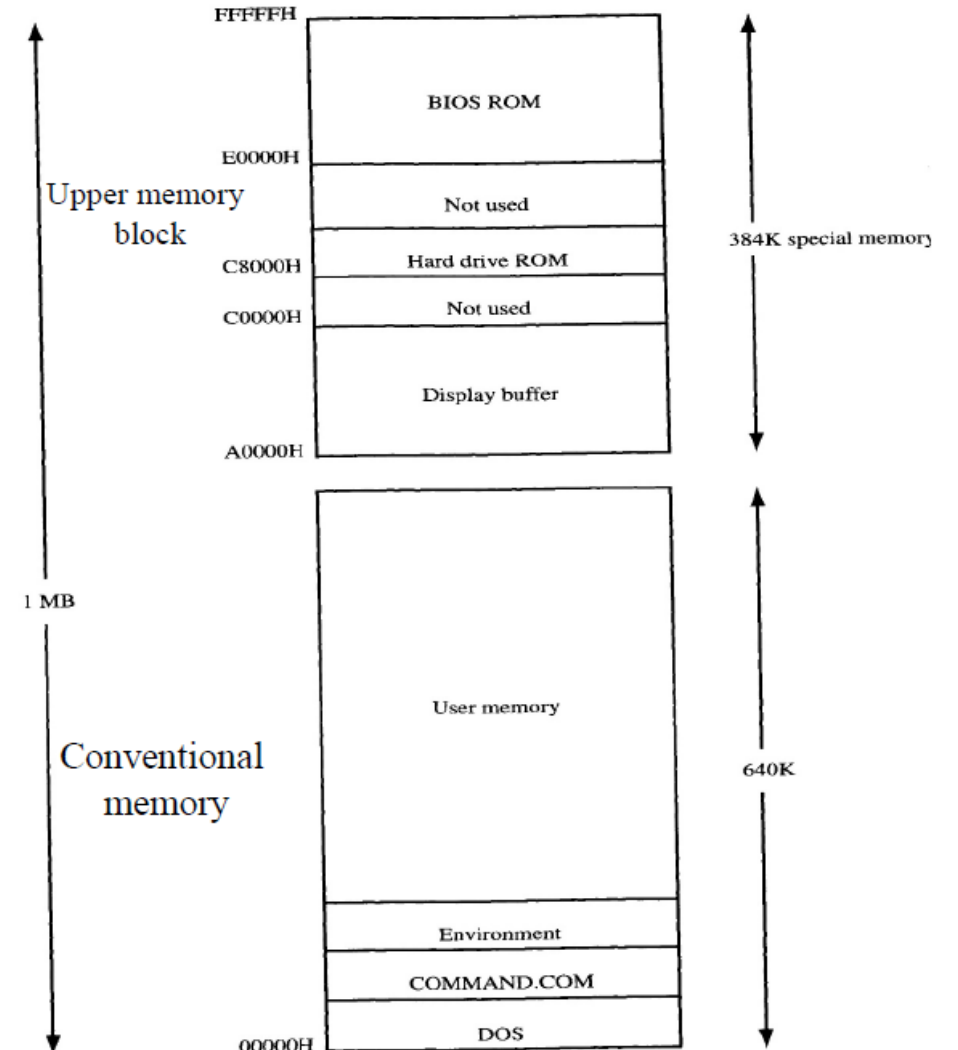 FFFFFH
BIOS ROM
E0000H
Upper memory
block
Not used
384K special memory
C8000H
Hard drive ROM
C0000H
Not used
Display buffer
A0000H
1 MB
User memory
Conventional
memory
640K
Environment
COMMAND.COM
DOS
00000H